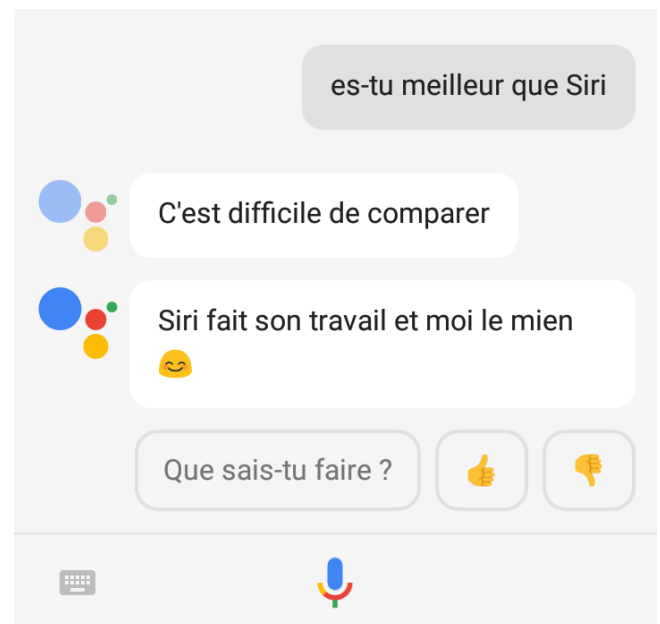 es-tu meilleur que Siri
C'est difficile de comparer
Siri fait son travail et moi le mien
😊
Que sais-tu faire ? 👍 👎